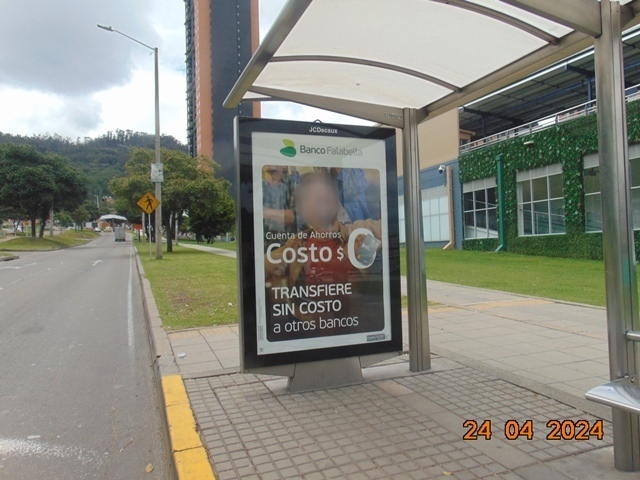 JCDecaux
Banco Falabella
Cuenta de Ahorros
Costo $0
TRANSFIERE
SIN COSTO
a otros bancos
24 04 2024